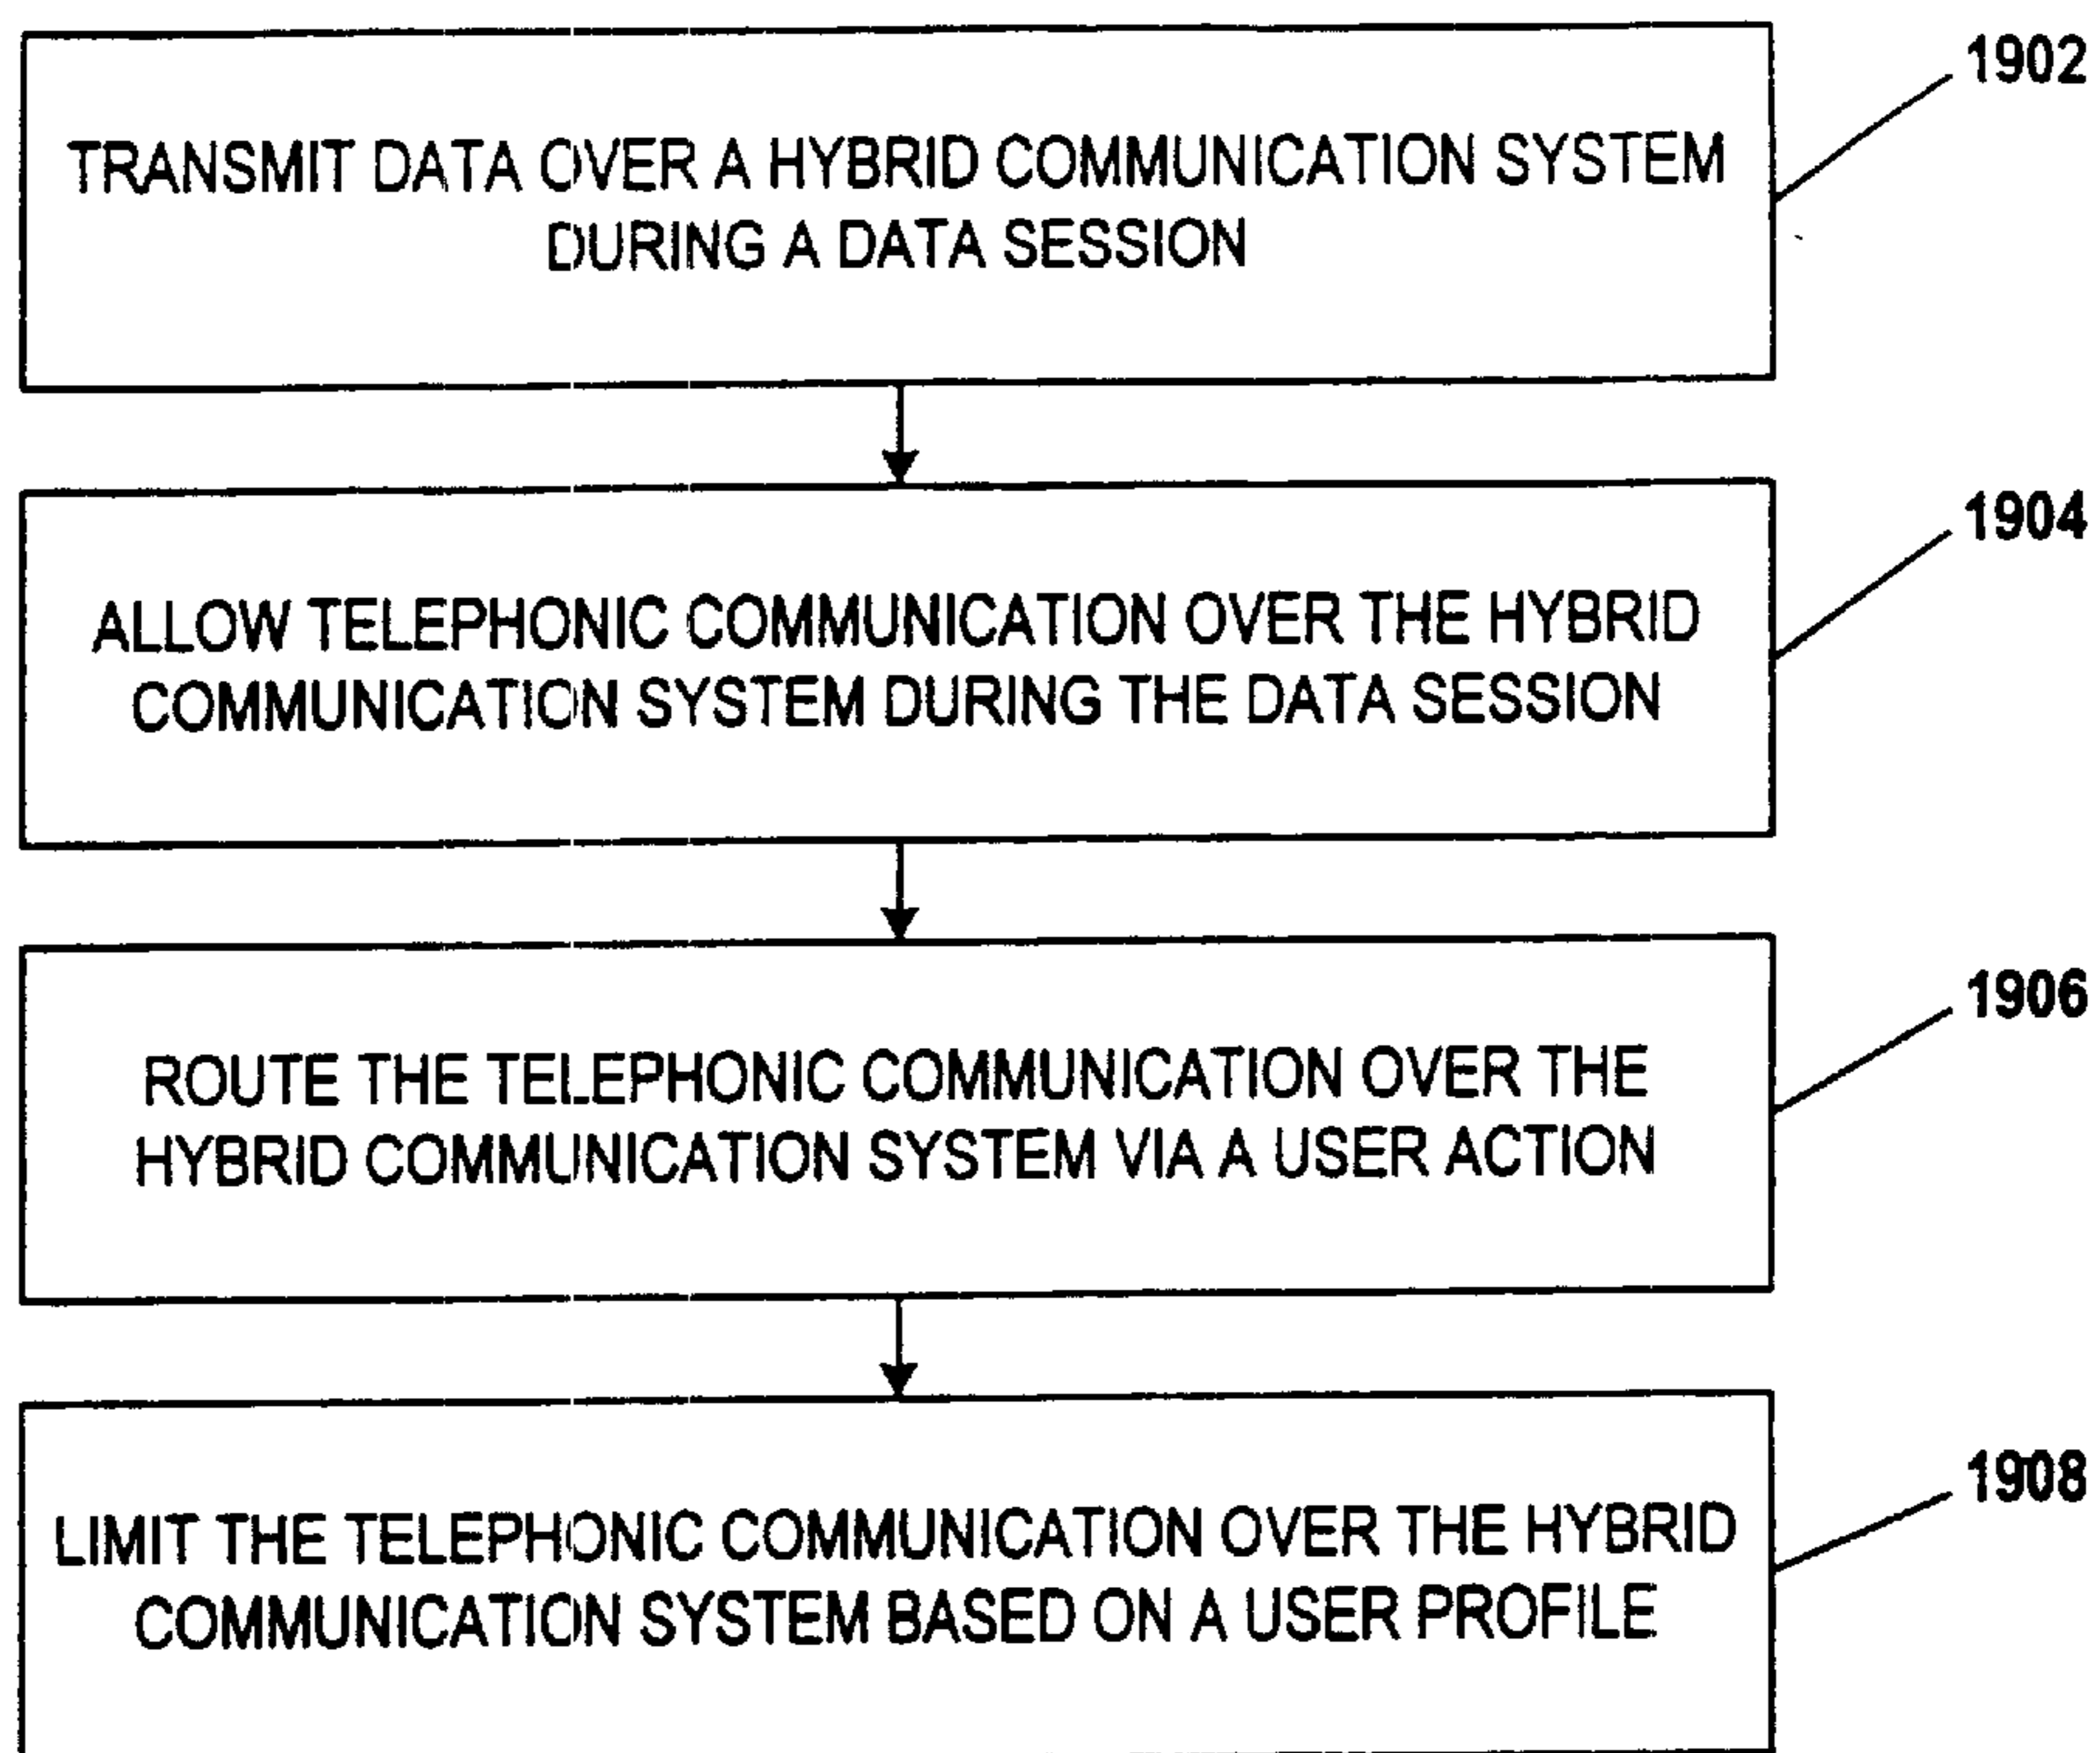 1902
TRANSMIT DATA OVER A HYBRID COMMUNICATION SYSTEM
DURING A DATA SESSION
1904
ALLOW TELEPHONIC COMMUNICATION OVER THE HYBRID
COMMUNICATION SYSTEM DURING THE DATA SESSION
1906
ROUTE THE TELEPHONIC COMMUNICATION OVER THE
HYBRID COMMUNICATION SYSTEM VIA A USER ACTION
1908
LIMIT THE TELEPHONIC COMMUNICATION OVER THE HYBRID
COMMUNICATION SYSTEM BASED ON A USER PROFILE